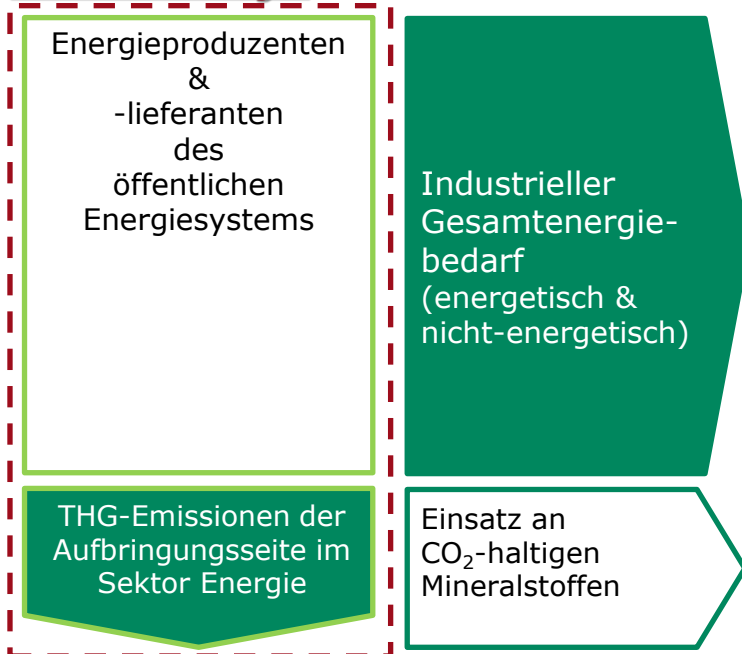 Energieproduzenten
&
-lieferanten
des
öffentlichen
Energiesystems
Industrieller
Gesamtenergie-
bedarf
(energetisch &
nicht-energetisch)
THG-Emissionen der
Aufbringungsseite im
Sektor Energie
Einsatz an
CO₂-haltigen
Mineralstoffen